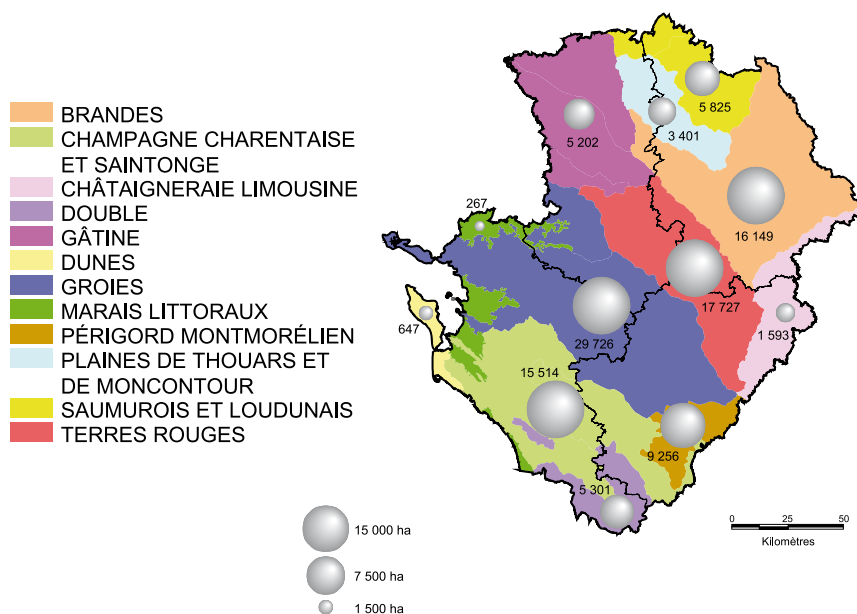 BRANDES
CHAMPAGNE CHARENTAISE
ET SAINTONGE
CHÂTAIGNERAIE LIMOUSINE
DOUBLE
GÂTINE
DUNES
GROIES
MARAIS LITTORAUX
PÉRIGORD MONTMORÉLIEN
PLAINES DE THOUARS ET
DE MONCONTOUR
SAUMUROIS ET LOUDUNAIS
TERRES ROUGES
5 825
3 401
5 202
267
16 149
17 727
647
29 726
1 593
15 514
9 256
5 301
15 000 ha
7 500 ha
1 500 ha
0 25 50
Kilomètres